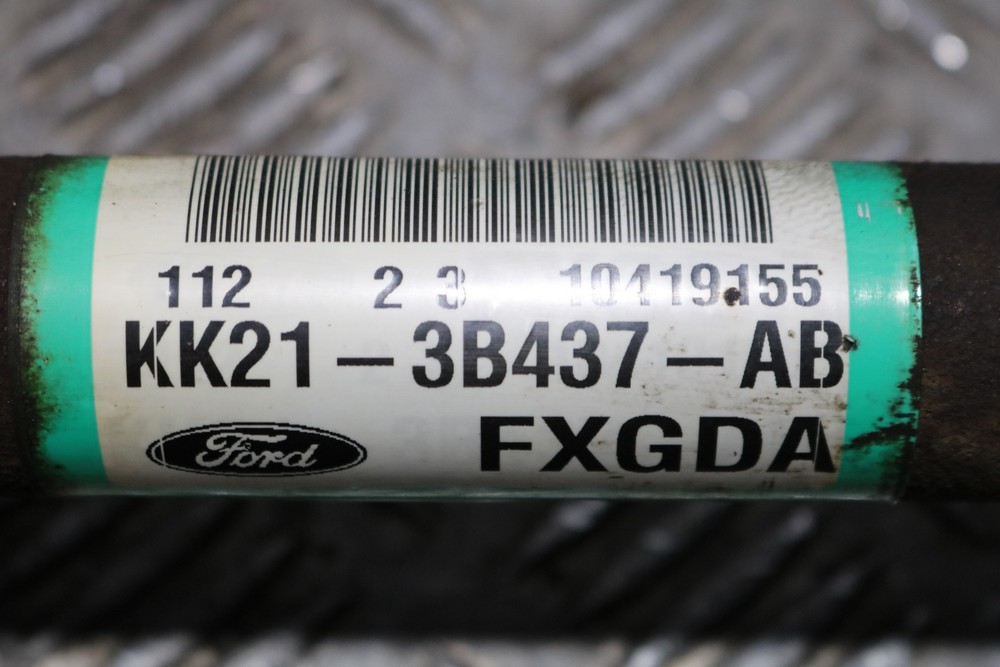 112 2 3 10419155
KK21-3B437-AB
Ford FXGDA